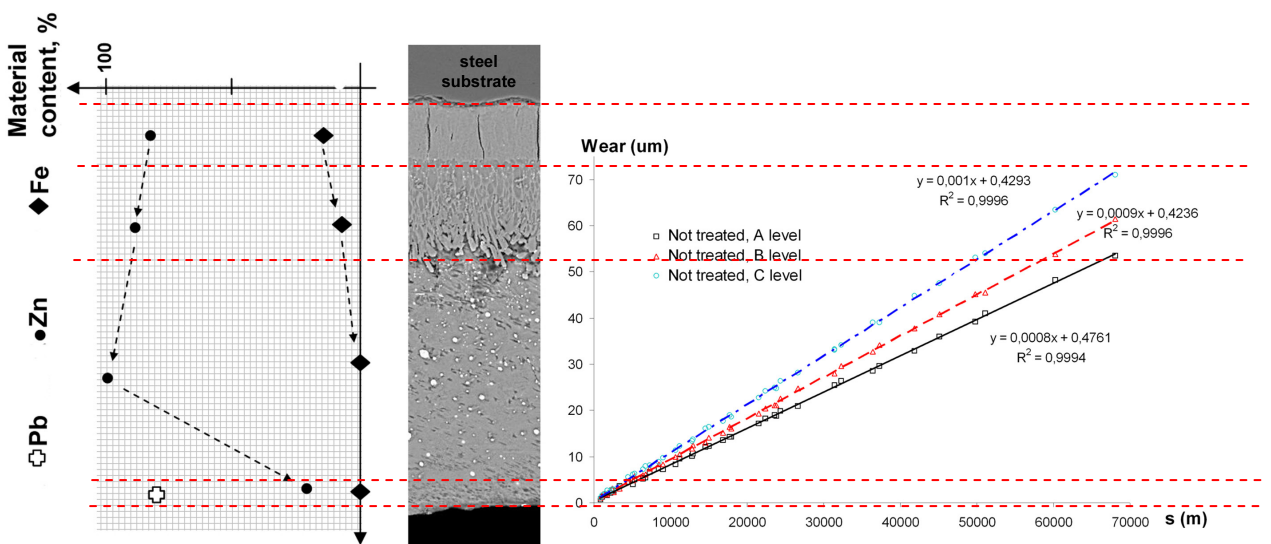 Material
content, %
100
Fe
Zn
Pb
steel
substrate
Wear (um)
70
60
50
40
30
20
10
0
y = 0,001x + 0,4293
R² = 0,9996
y = 0,0009x + 0,4236
R² = 0,9996
y = 0,0008x + 0,4761
R² = 0,9994
Not treated, A level
Not treated, B level
Not treated, C level
0 10000 20000 30000 40000 50000 60000 70000
s (m)